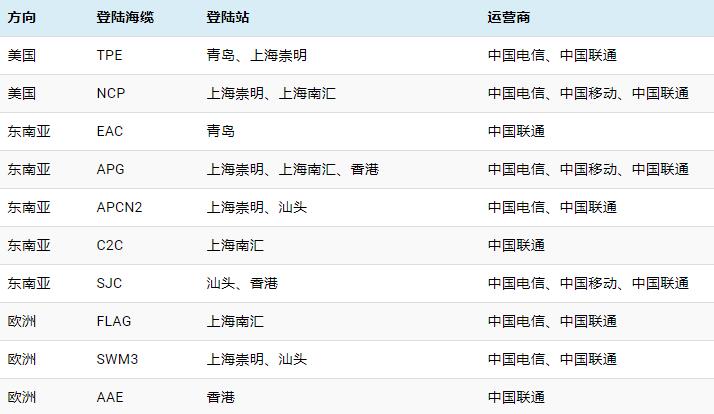 方向 登陆海缆 登陆站 运营商
美国 TPE 青岛、上海崇明 中国电信、中国联通
美国 NCP 上海崇明、上海南汇 中国电信、中国移动、中国联通
东南亚 EAC 青岛 中国联通
东南亚 APG 上海崇明、上海南汇、香港 中国电信、中国移动、中国联通
东南亚 APCN2 上海崇明、汕头 中国电信、中国联通
东南亚 C2C 上海南汇 中国联通
东南亚 SJC 汕头、香港 中国电信、中国移动、中国联通
欧洲 FLAG 上海南汇 中国电信、中国联通
欧洲 SWM3 上海崇明、汕头 中国电信、中国联通
欧洲 AAE 香港 中国联通